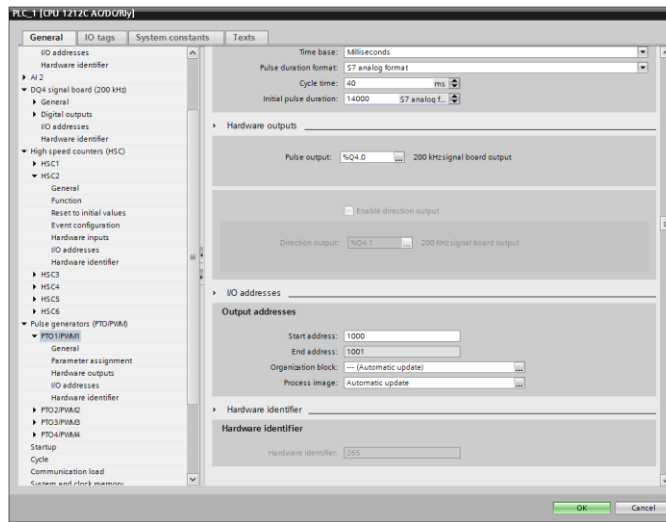 PLC_1 [CPU 1212C AC/DC/Rly]
General IO tags System constants Texts
I/O addresses
Hardware identifier
AI 2
DQ4 signal board (200 kHz)
General
Digital outputs
I/O addresses
Hardware identifier
High speed counters (HSC)
HSC1
HSC2
General
Function
Reset to initial values
Event configuration
Hardware inputs
I/O addresses
Hardware identifier
HSC3
HSC4
HSC5
HSC6
Pulse generators (PTO/PWM)
PTO1/PWM1
General
Parameter assignment
Hardware outputs
I/O addresses
Hardware identifier
PTO2/PWM2
PTO3/PWM3
PTO4/PWM4
Startup
Cycle
Communication load
System and clock memory
Time base: Milliseconds
Pulse duration format: S7 analog format
Cycle time: 40 ms
Initial pulse duration: 14000 S7 analog f...
Hardware outputs
Pulse output: %Q4.0 ... 200 kHz signal board output
Enable direction output
Direction output: %Q4.1 ... 200 kHz signal board output
I/O addresses
Output addresses
Start address: 1000
End address: 1001
Organization block: --- (Automatic update) ...
Process image: Automatic update ...
Hardware identifier
Hardware identifier
Hardware identifier: 265
OK Cancel